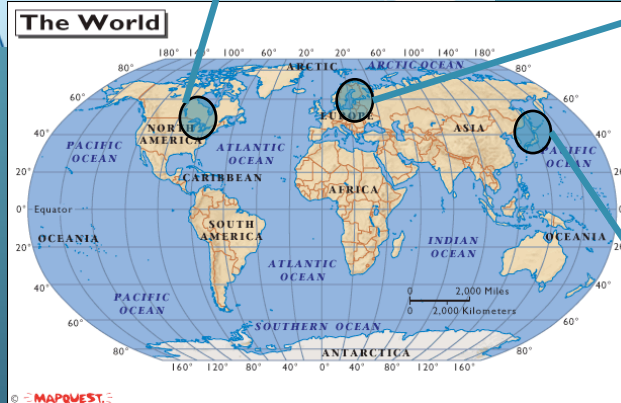 The World
180° 140° 100° 60° 20° 20° 60° 100° 140° 180°
ARCTIC
ARCTIC OCEAN
80°
80°
60°
60°
EUROPE
NORTH
AMERICA
ASIA
40°
40°
PACIFIC
OCEAN
ATLANTIC
OCEAN
PACIFIC
OCEAN
20°
CARIBBEAN
20°
AFRICA
Equator 0°
0°
OCEANIA
SOUTH
AMERICA
INDIAN
OCEAN
OCEANIA
20°
20
ATLANTIC
OCEAN
40°
40°
PACIFIC
OCEAN
0 2,000 Miles
0 2,000 Kilometers
60°
60°
SOUTHERN OCEAN
80°
80°
ANTARCTICA
160° 120° 80° 40° 0° 40° 80° 120° 160°
© MAPQUEST.